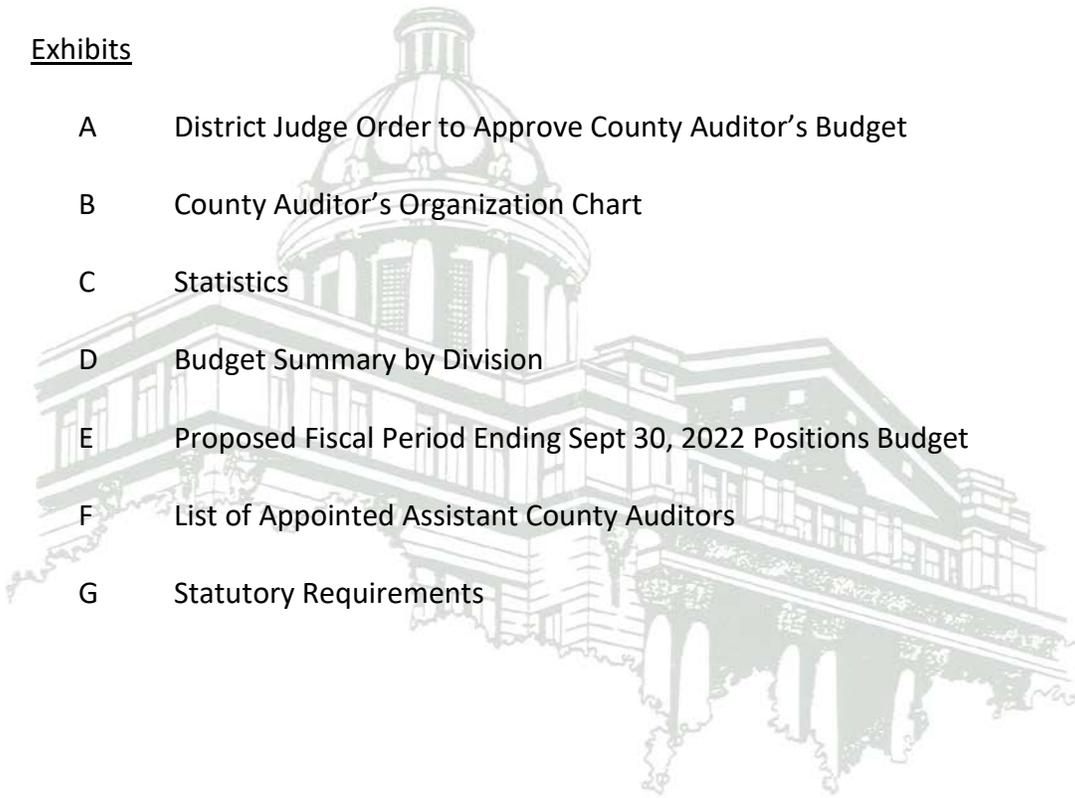 Exhibits
A District Judge Order to Approve County Auditor’s Budget
B County Auditor’s Organization Chart
C Statistics
D Budget Summary by Division
E Proposed Fiscal Period Ending Sept 30, 2022 Positions Budget
F List of Appointed Assistant County Auditors
G Statutory Requirements